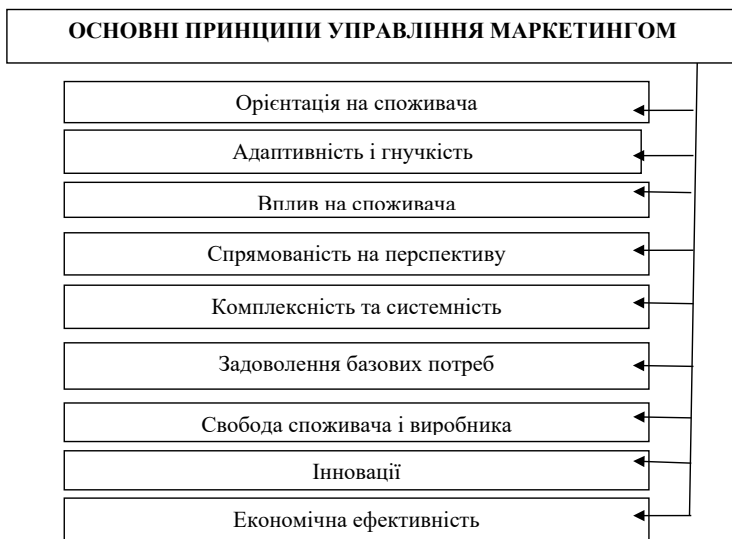 ОСНОВНІ ПРИНЦИПИ УПРАВЛІННЯ МАРКЕТИНГОМ
Орієнтація на споживача
Адаптивність і гнучкість
Вплив на споживача
Спрямованість на перспективу
Комплексність та системність
Задоволення базових потреб
Свобода споживача і виробника
Інновації
Економічна ефективність